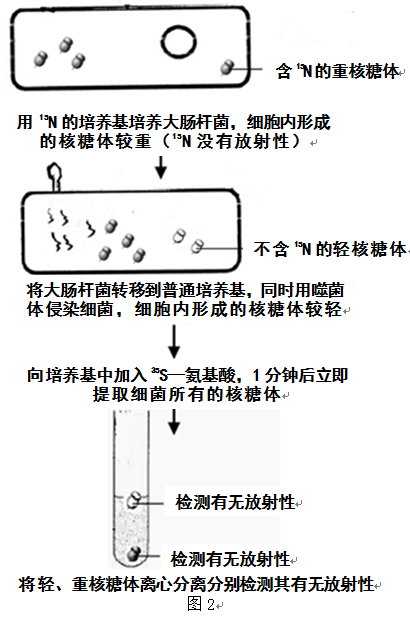 含¹⁵N的重核糖体
用¹⁵N的培养基培养大肠杆菌，细胞内形成
的核糖体较重（¹⁵N没有放射性）
不含¹⁵N的轻核糖体
将大肠杆菌转移到普通培养基，同时用噬菌
体侵染细菌，细胞内形成的核糖体较轻
向培养基中加入³⁵S—氨基酸，1分钟后立即
提取细菌所有的核糖体
检测有无放射性
检测有无放射性
将轻、重核糖体离心分离分别检测其有无放射性
图2